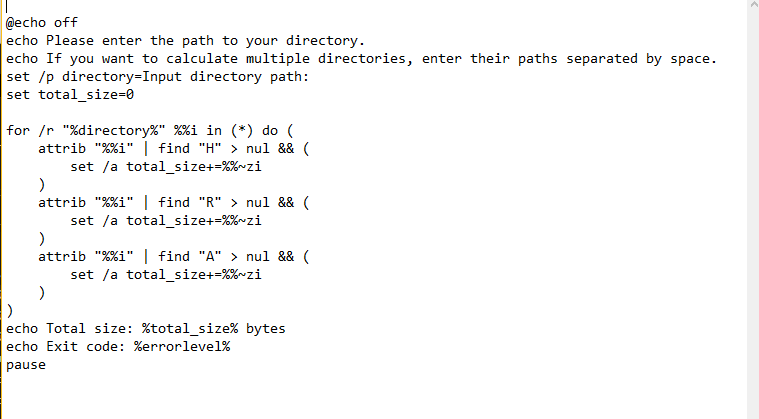 @echo off
echo Please enter the path to your directory.
echo If you want to calculate multiple directories, enter their paths separated by space.
set /p directory=Input directory path:
set total_size=0

for /r "%directory%" %%i in (*) do (
    attrib "%%i" | find "H" > nul && (
        set /a total_size+=%%~zi
    )
    attrib "%%i" | find "R" > nul && (
        set /a total_size+=%%~zi
    )
    attrib "%%i" | find "A" > nul && (
        set /a total_size+=%%~zi
    )
)
echo Total size: %total_size% bytes
echo Exit code: %errorlevel%
pause